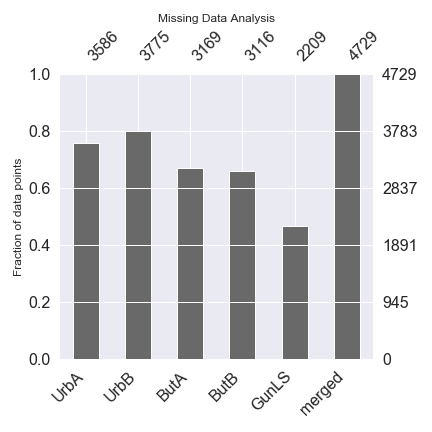 Missing Data Analysis
3586 3775 3169 3116 2209 4729
1.0 4729
0.8 3783
0.6 2837
0.4 1891
0.2 945
0.0 0
Fraction of data points
UrbA UrbB ButA ButB GunLS merged